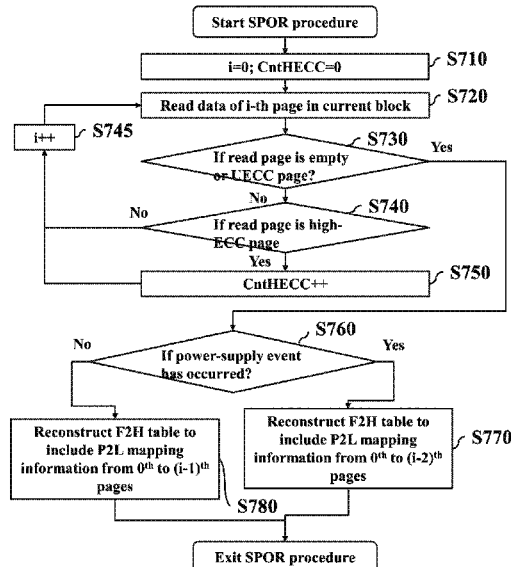 Start SPOR procedure
i=0; CntHECC=0
S710
Read data of i-th page in current block
S720
i++
S745
S730
If read page is empty
or UECC page?
Yes
No
S740
If read page is high-
ECC page
No
Yes
CntHECC++
S750
S760
If power-supply event
has occurred?
No
Yes
Reconstruct F2H table to
include P2L mapping
information from 0th to (i-1)th
pages
S780
Reconstruct F2H table to
include P2L mapping
information from 0th to (i-2)th
pages
S770
Exit SPOR procedure